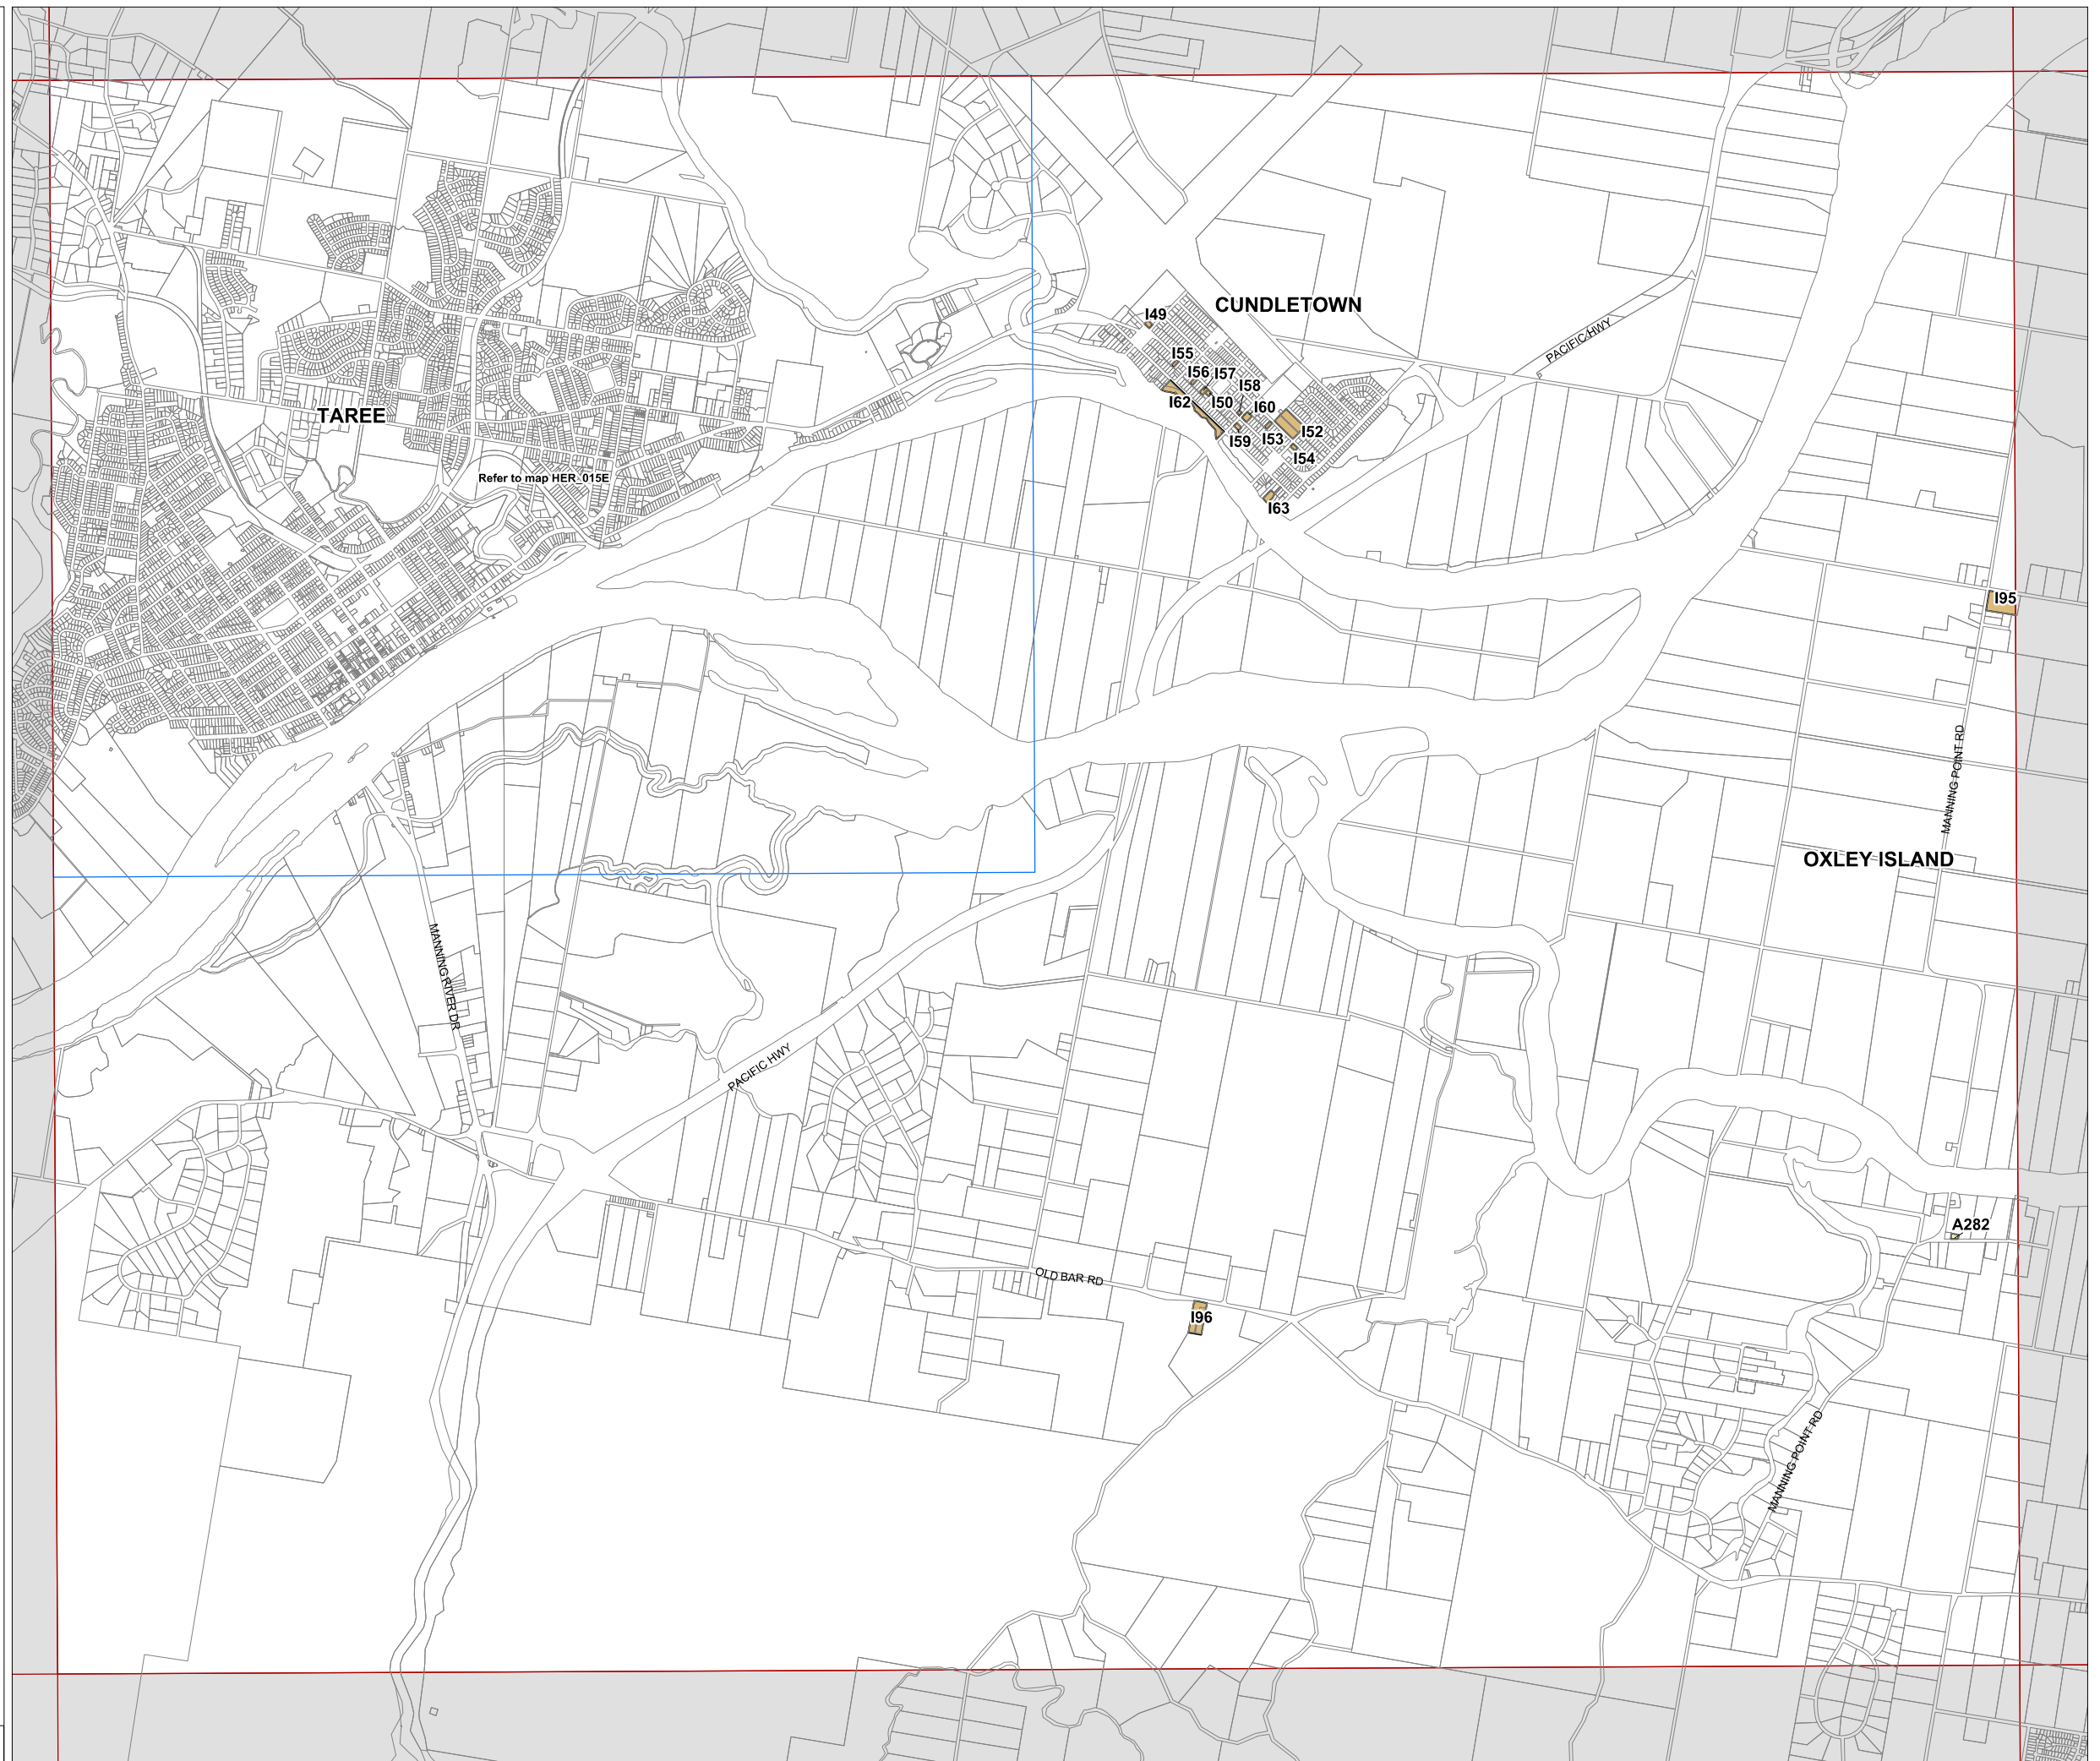 CUNDLETOWN
I49
PACIFIC HWY
I55
I56
I57
I58
I62
I50
I60
TAREE
I59
I53
I52
I54
Refer to map HER_015E
I63
I95
MANNING POINT RD
OXLEY ISLAND
MANNING RIVER DR
PACIFIC HWY
A282
OLD BAR RD
I96
MANNING POINT RD